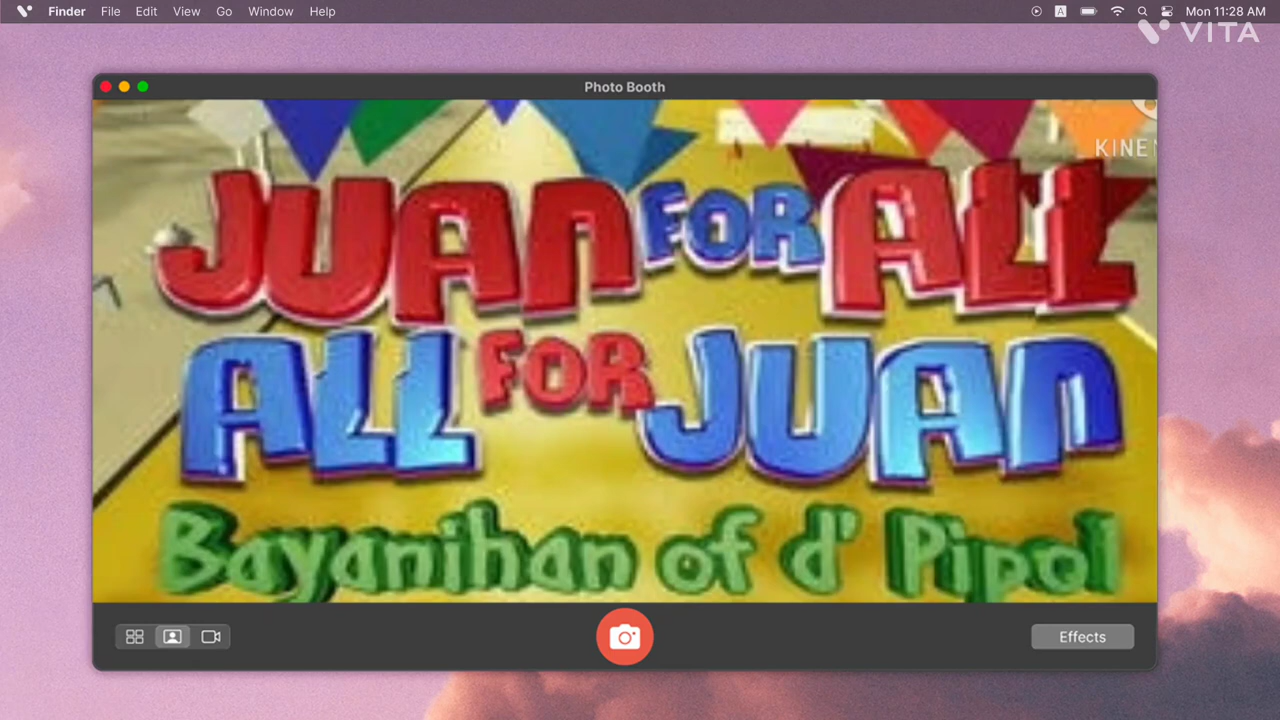 Finder File Edit View Go Window Help
A Mon 11:28 AM
VITA
Photo Booth
KINE
JUAN FOR ALL
ALL FOR JUAN
Bayanihan of d' Pipol
Effects